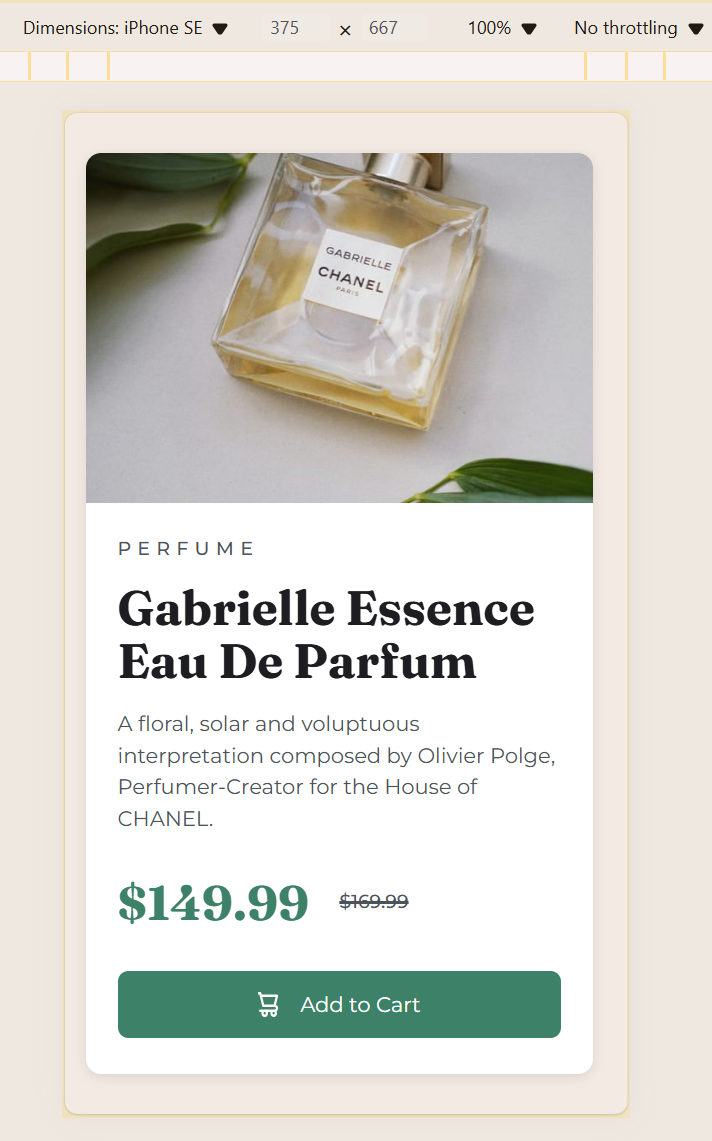 Dimensions: iPhone SE 375 × 667 100% No throttling
GABRIELLE
CHANEL
PARIS
PERFUME
Gabrielle Essence
Eau De Parfum
A floral, solar and voluptuous
interpretation composed by Olivier Polge,
Perfumer-Creator for the House of
CHANEL.
$149.99 $169.99
Add to Cart